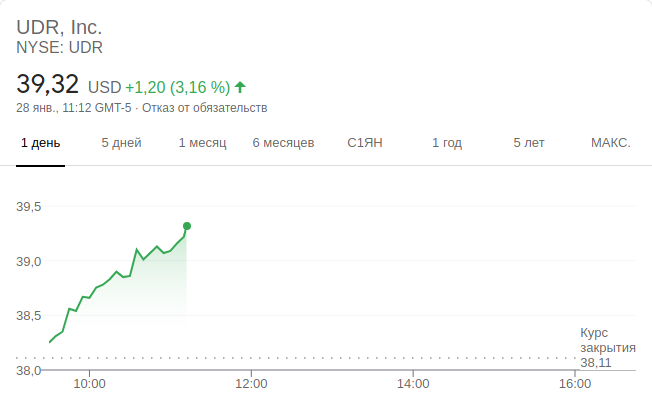 UDR, Inc.
NYSE: UDR
39,32 USD +1,20 (3,16 %)
28 янв., 11:12 GMT-5 · Отказ от обязательств
1 день 5 дней 1 месяц 6 месяцев С1ЯН 1 год 5 лет МАКС.
39,5
39,0
38,5
Курс
закрытия
38,11
38,0
10:00 12:00 14:00 16:00